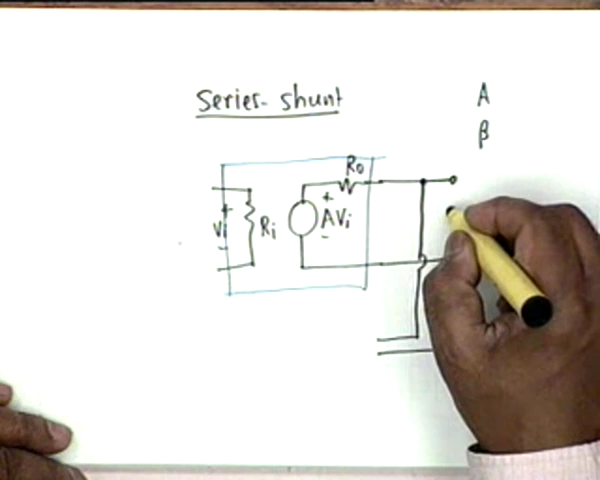 Series-shunt
A
β
Ro
+
Vi
+
-
Ri
+
AVi
-